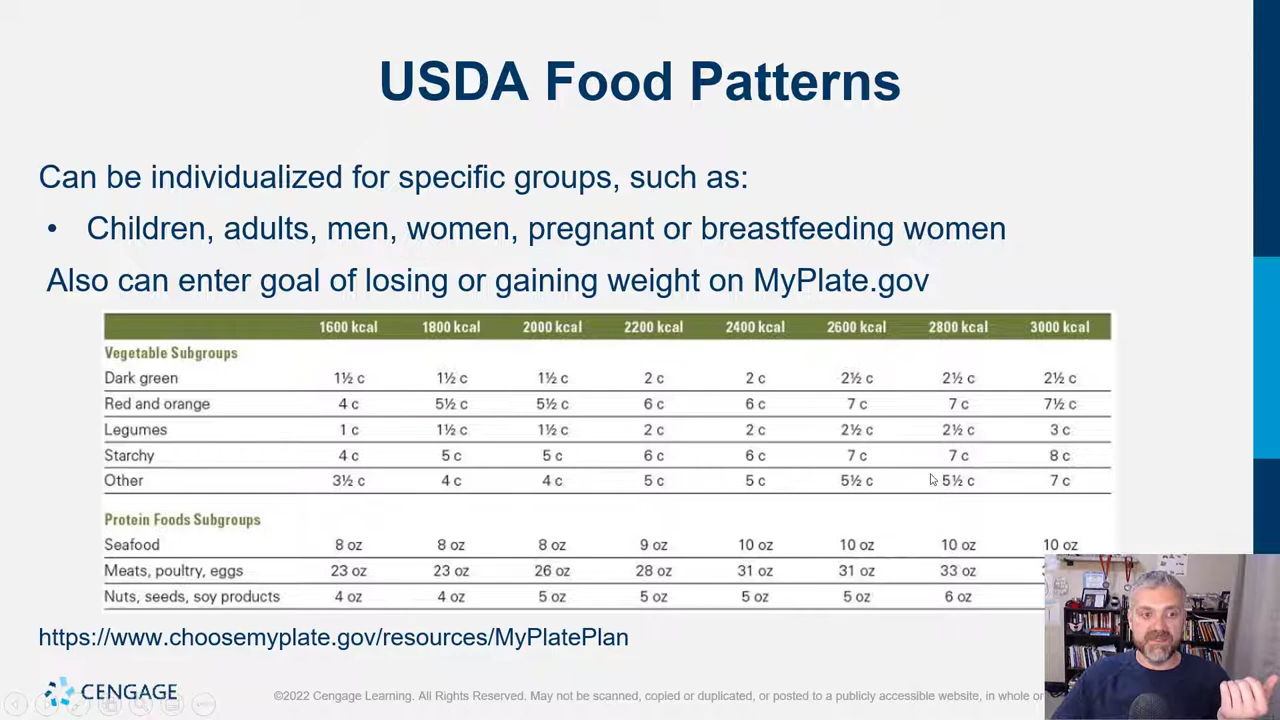 USDA Food Patterns
Can be individualized for specific groups, such as:
• Children, adults, men, women, pregnant or breastfeeding women
Also can enter goal of losing or gaining weight on MyPlate.gov
1600 kcal 1800 kcal 2000 kcal 2200 kcal 2400 kcal 2600 kcal 2800 kcal 3000 kcal
Vegetable Subgroups
Dark green 1½ c 1½ c 1½ c 2 c 2 c 2½ c 2½ c 2½ c
Red and orange 4 c 5½ c 5½ c 6 c 6 c 7 c 7 c 7½ c
Legumes 1 c 1½ c 1½ c 2 c 2 c 2½ c 2½ c 3 c
Starchy 4 c 5 c 5 c 6 c 6 c 7 c 7 c 8 c
Other 3½ c 4 c 4 c 5 c 5 c 5½ c 5½ c 7 c
Protein Foods Subgroups
Seafood 8 oz 8 oz 8 oz 9 oz 10 oz 10 oz 10 oz 10 oz
Meats, poultry, eggs 23 oz 23 oz 26 oz 28 oz 31 oz 31 oz 33 oz
Nuts, seeds, soy products 4 oz 4 oz 5 oz 5 oz 5 oz 5 oz 6 oz
https://www.choosemyplate.gov/resources/MyPlatePlan
CENGAGE
©2022 Cengage Learning. All Rights Reserved. May not be scanned, copied or duplicated, or posted to a publicly accessible website, in whole or